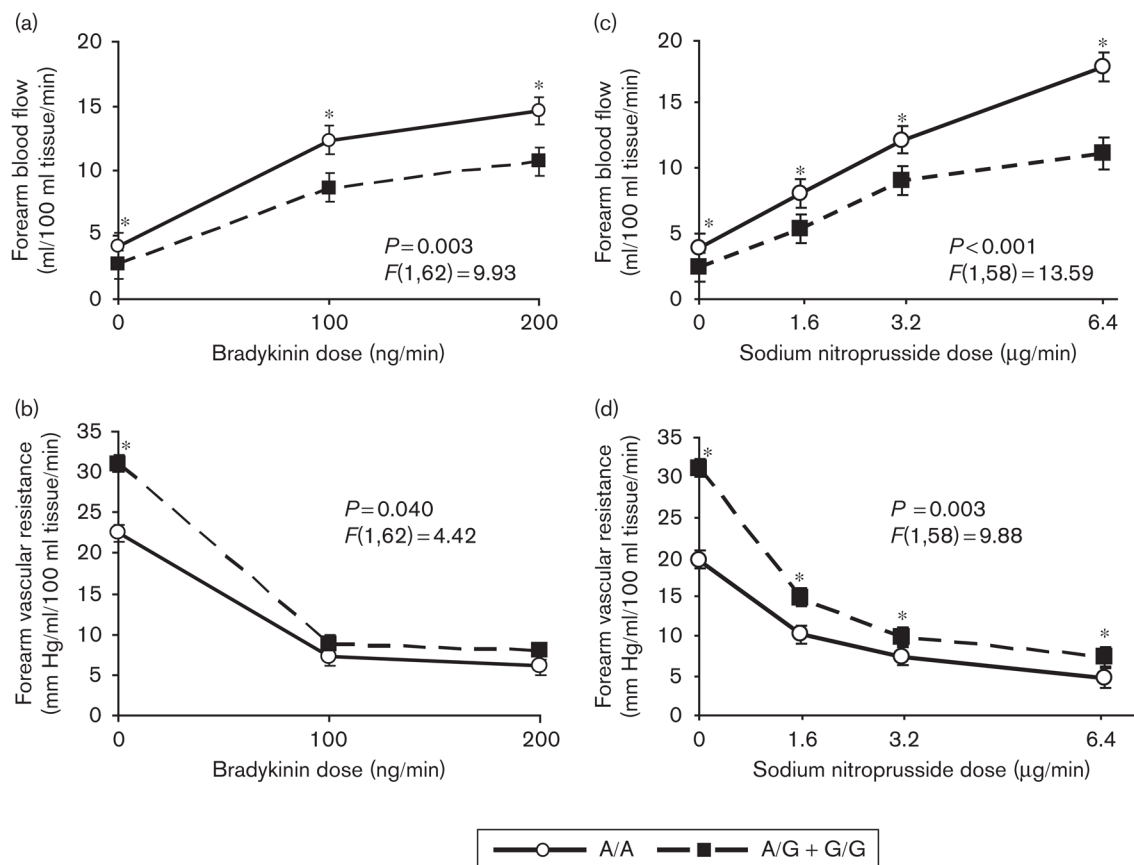 (a)
20
15
10
5
0
Forearm blood flow
(ml/100 ml tissue/min)
*
*
*
P=0.003
F(1,62)=9.93
0
100
200
Bradykinin dose (ng/min)
(c)
20
15
10
5
0
Forearm blood flow
(ml/100 ml tissue/min)
*
*
*
*
P<0.001
F(1,58)=13.59
0
1.6
3.2
6.4
Sodium nitroprusside dose (μg/min)
(b)
35
30
25
20
15
10
5
0
Forearm vascular resistance
(mm Hg/ml/100 ml tissue/min)
*
P=0.040
F(1,62)=4.42
0
100
200
Bradykinin dose (ng/min)
(d)
35
30
25
20
15
10
5
0
Forearm vascular resistance
(mm Hg/ml/100 ml tissue/min)
*
*
*
*
P=0.003
F(1,58)=9.88
0
1.6
3.2
6.4
Sodium nitroprusside dose (μg/min)
A/A
A/G + G/G